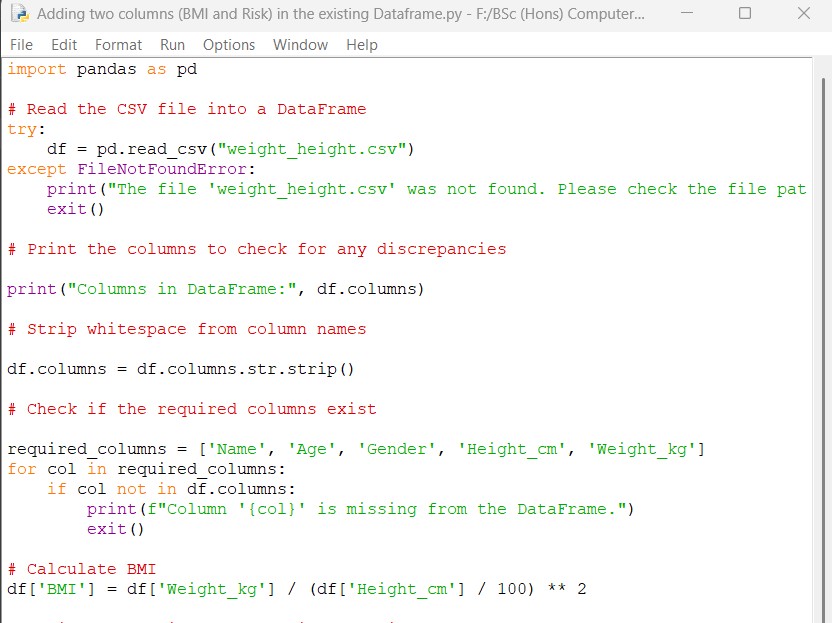 Adding two columns (BMI and Risk) in the existing Dataframe.py - F:/BSc (Hons) Computer...
File Edit Format Run Options Window Help
import pandas as pd
# Read the CSV file into a DataFrame
try:
    df = pd.read_csv("weight_height.csv")
except FileNotFoundError:
    print("The file 'weight_height.csv' was not found. Please check the file pat
    exit()
# Print the columns to check for any discrepancies
print("Columns in DataFrame:", df.columns)
# Strip whitespace from column names
df.columns = df.columns.str.strip()
# Check if the required columns exist
required_columns = ['Name', 'Age', 'Gender', 'Height_cm', 'Weight_kg']
for col in required_columns:
    if col not in df.columns:
        print(f"Column '{col}' is missing from the DataFrame.")
        exit()
# Calculate BMI
df['BMI'] = df['Weight_kg'] / (df['Height_cm'] / 100) ** 2